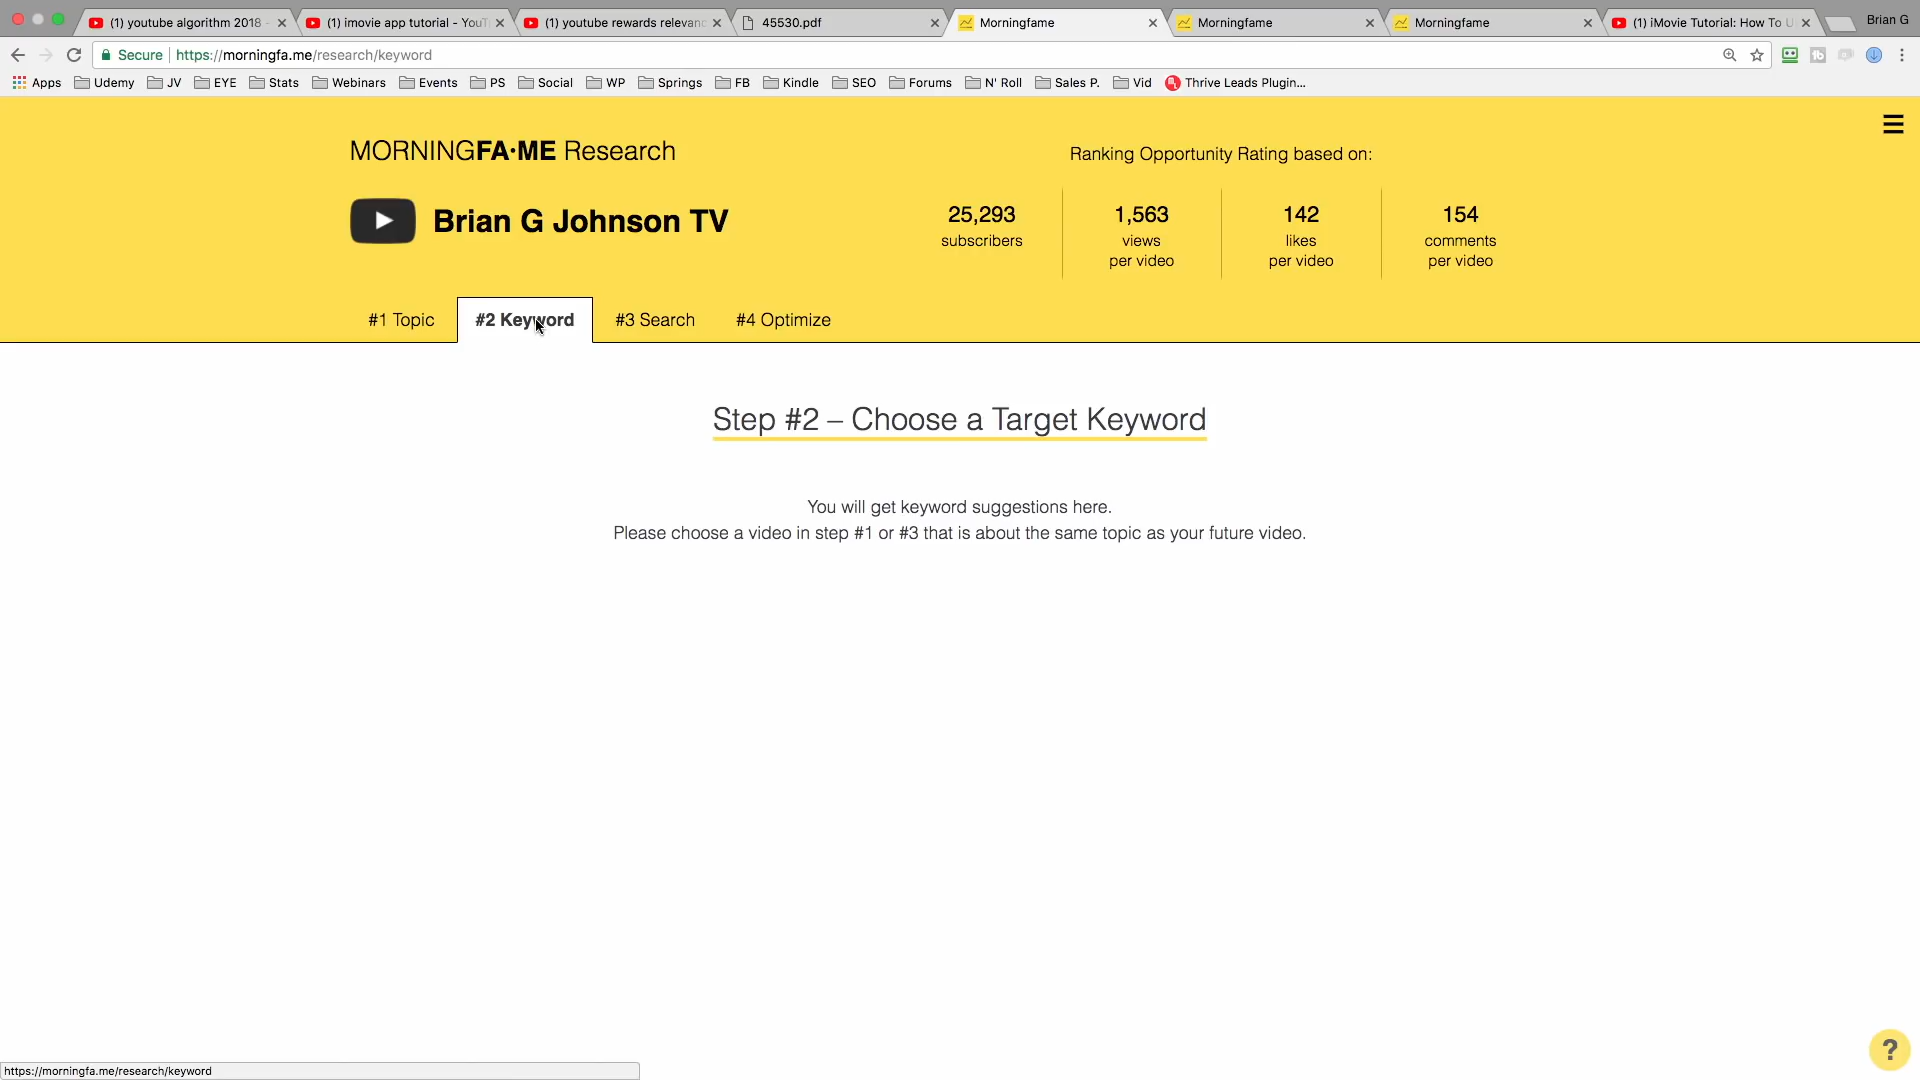 (1) youtube algorithm 2018 -
(1) imovie app tutorial - YouT
(1) youtube rewards relevanc
45530.pdf
Morningfame
Morningfame
Morningfame
(1) iMovie Tutorial: How To U
Brian G
Secure
https://morningfa.me/research/keyword
Apps
Udemy
JV
EYE
Stats
Webinars
Events
PS
Social
WP
Springs
FB
Kindle
SEO
Forums
N' Roll
Sales P.
Vid
Thrive Leads Plugin...
MORNINGFA·ME Research
Ranking Opportunity Rating based on:
Brian G Johnson TV
25,293
subscribers
1,563
views
per video
142
likes
per video
154
comments
per video
#1 Topic
#2 Keyword
#3 Search
#4 Optimize
Step #2 – Choose a Target Keyword
You will get keyword suggestions here.
Please choose a video in step #1 or #3 that is about the same topic as your future video.
?
https://morningfa.me/research/keyword